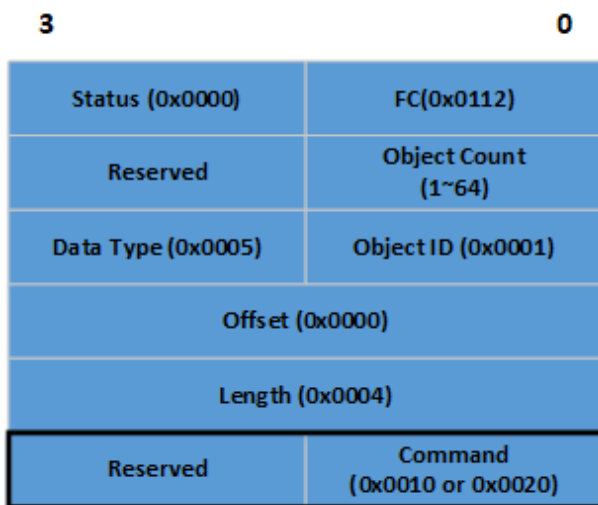 3 0
Status (0x0000) FC(0x0112)
Reserved Object Count
(1~64)
Data Type (0x0005) Object ID (0x0001)
Offset (0x0000)
Length (0x0004)
Reserved Command
(0x0010 or 0x0020)